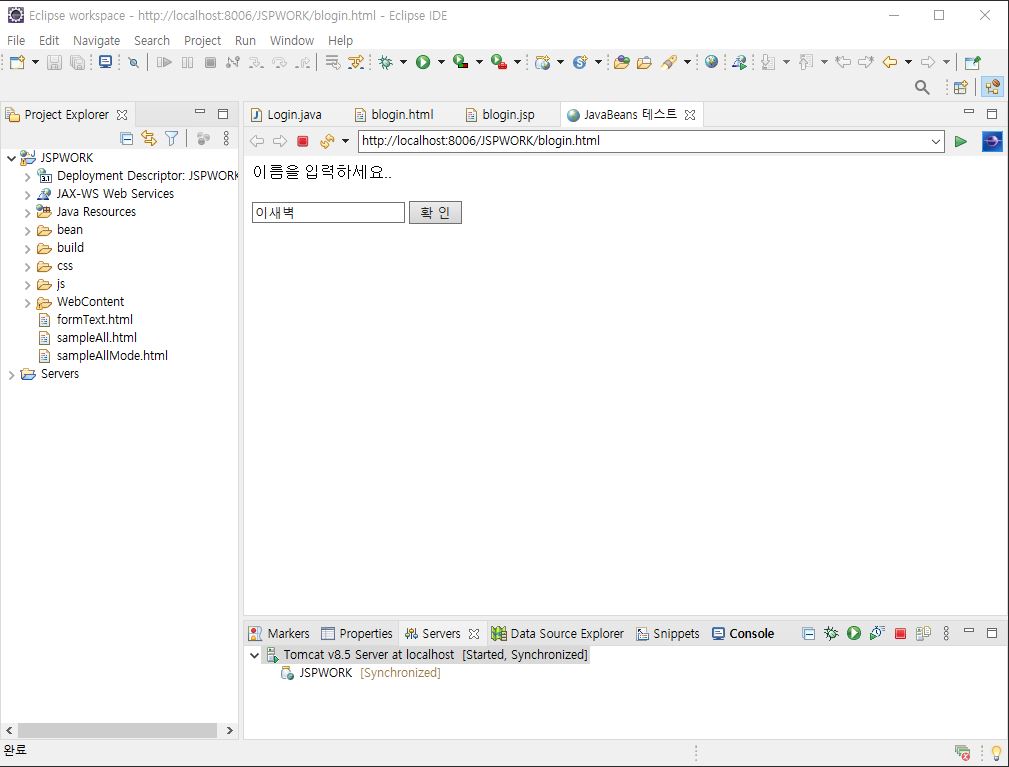 Eclipse workspace - http://localhost:8006/JSPWORK/blogin.html - Eclipse IDE
File Edit Navigate Search Project Run Window Help
Project Explorer
JSPWORK
Deployment Descriptor: JSPWORK
JAX-WS Web Services
Java Resources
bean
build
css
js
WebContent
formText.html
sampleAll.html
sampleAllMode.html
Servers
Login.java blogin.html blogin.jsp JavaBeans 테스트
http://localhost:8006/JSPWORK/blogin.html
이름을 입력하세요..
이새벽 확 인
Markers Properties Servers Data Source Explorer Snippets Console
Tomcat v8.5 Server at localhost [Started, Synchronized]
JSPWORK [Synchronized]
완료